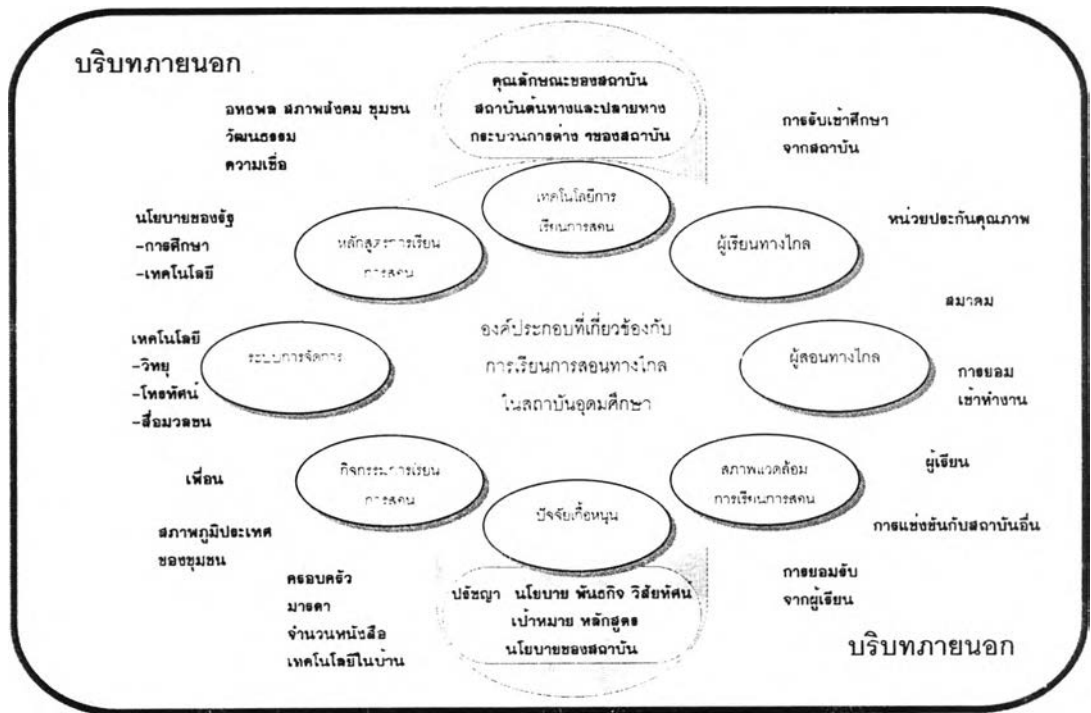 บริบทภายนอก
คุณลักษณะของสถาบัน
สถาบันต้นทางและปลายทาง
กระบวนการต่าง ๆของสถาบัน
อทธพล สภาพสังคม ชุมชน
วัฒนธรรม
ความเชื่อ
การรับเข้าศึกษา
จากสถาบัน
เทคโนโลยีการ
เรียนการสอน
นโยบายของรัฐ
-การศึกษา
-เทคโนโลยี
หลักสูตรการเรียน
การสอน
ผู้เรียนทางไกล
หน่วยประกันคุณภาพ
สมาคม
เทคโนโลยี
-วิทยุ
-โทรทัศน์
-สื่อมวลชน
ระบบการจัดการ
องค์ประกอบที่เกี่ยวข้องกับ
การเรียนการสอนทางไกล
ในสถาบันอุดมศึกษา
ผู้สอนทางไกล
การยอม
เข้าทำงาน
เพื่อน
กิจกรรมการเรียน
การสอน
สภาพแวดล้อม
การเรียนการสอน
ผู้เรียน
ปัจจัยเกื้อหนุน
สภาพภูมิประเทศ
ของชุมชน
การแข่งขันกับสถาบันอื่น
ครอบครัว
มารดา
จำนวนหนังสือ
เทคโนโลยีในบ้าน
ปรัชญา นโยบาย พันธกิจ วิสัยทัศน์
เป้าหมาย หลักสูตร
นโยบายของสถาบัน
การยอมรับ
จากผู้เรียน
บริบทภายนอก